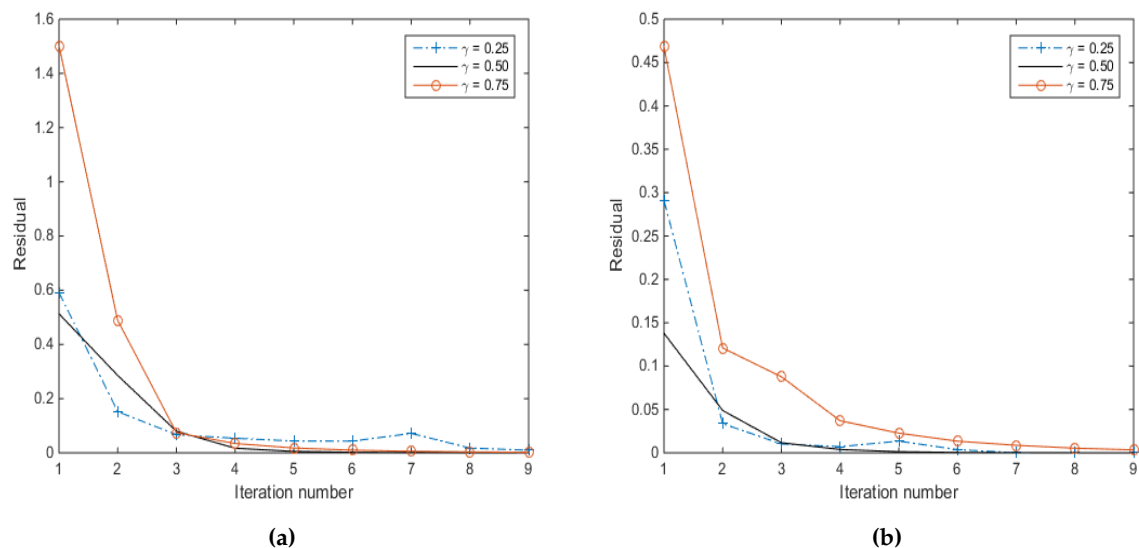 1.6
1.4
1.2
1
0.8
0.6
0.4
0.2
0
Residual
1 2 3 4 5 6 7 8 9
Iteration number
γ = 0.25
γ = 0.50
γ = 0.75
(a)
0.5
0.45
0.4
0.35
0.3
0.25
0.2
0.15
0.1
0.05
0
Residual
1 2 3 4 5 6 7 8 9
Iteration number
γ = 0.25
γ = 0.50
γ = 0.75
(b)